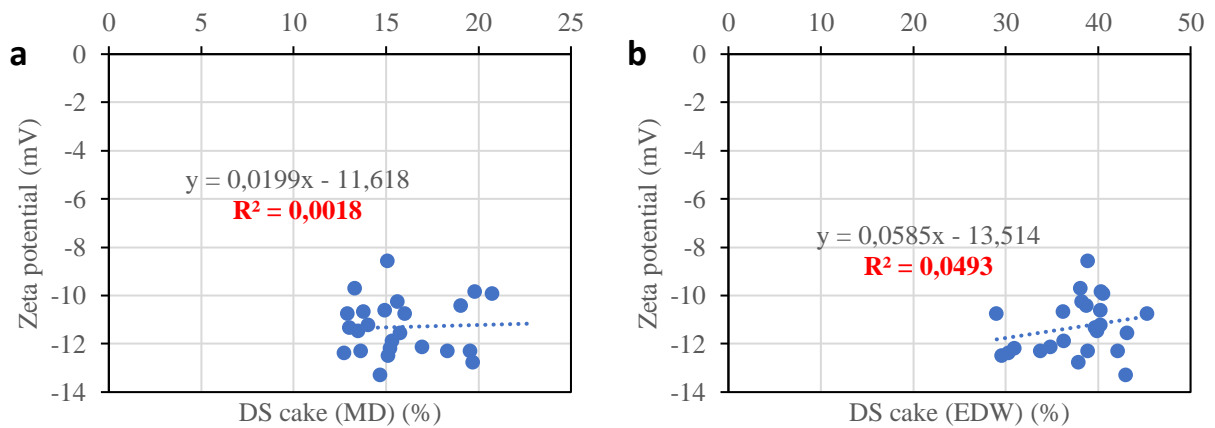 a
0 5 10 15 20 25
0
-2
-4
-6
-8
-10
-12
-14
Zeta potential (mV)
y = 0,0199x - 11,618
R² = 0,0018
DS cake (MD) (%)
b
0 10 20 30 40 50
0
-2
-4
-6
-8
-10
-12
-14
Zeta potential (mV)
y = 0,0585x - 13,514
R² = 0,0493
DS cake (EDW) (%)